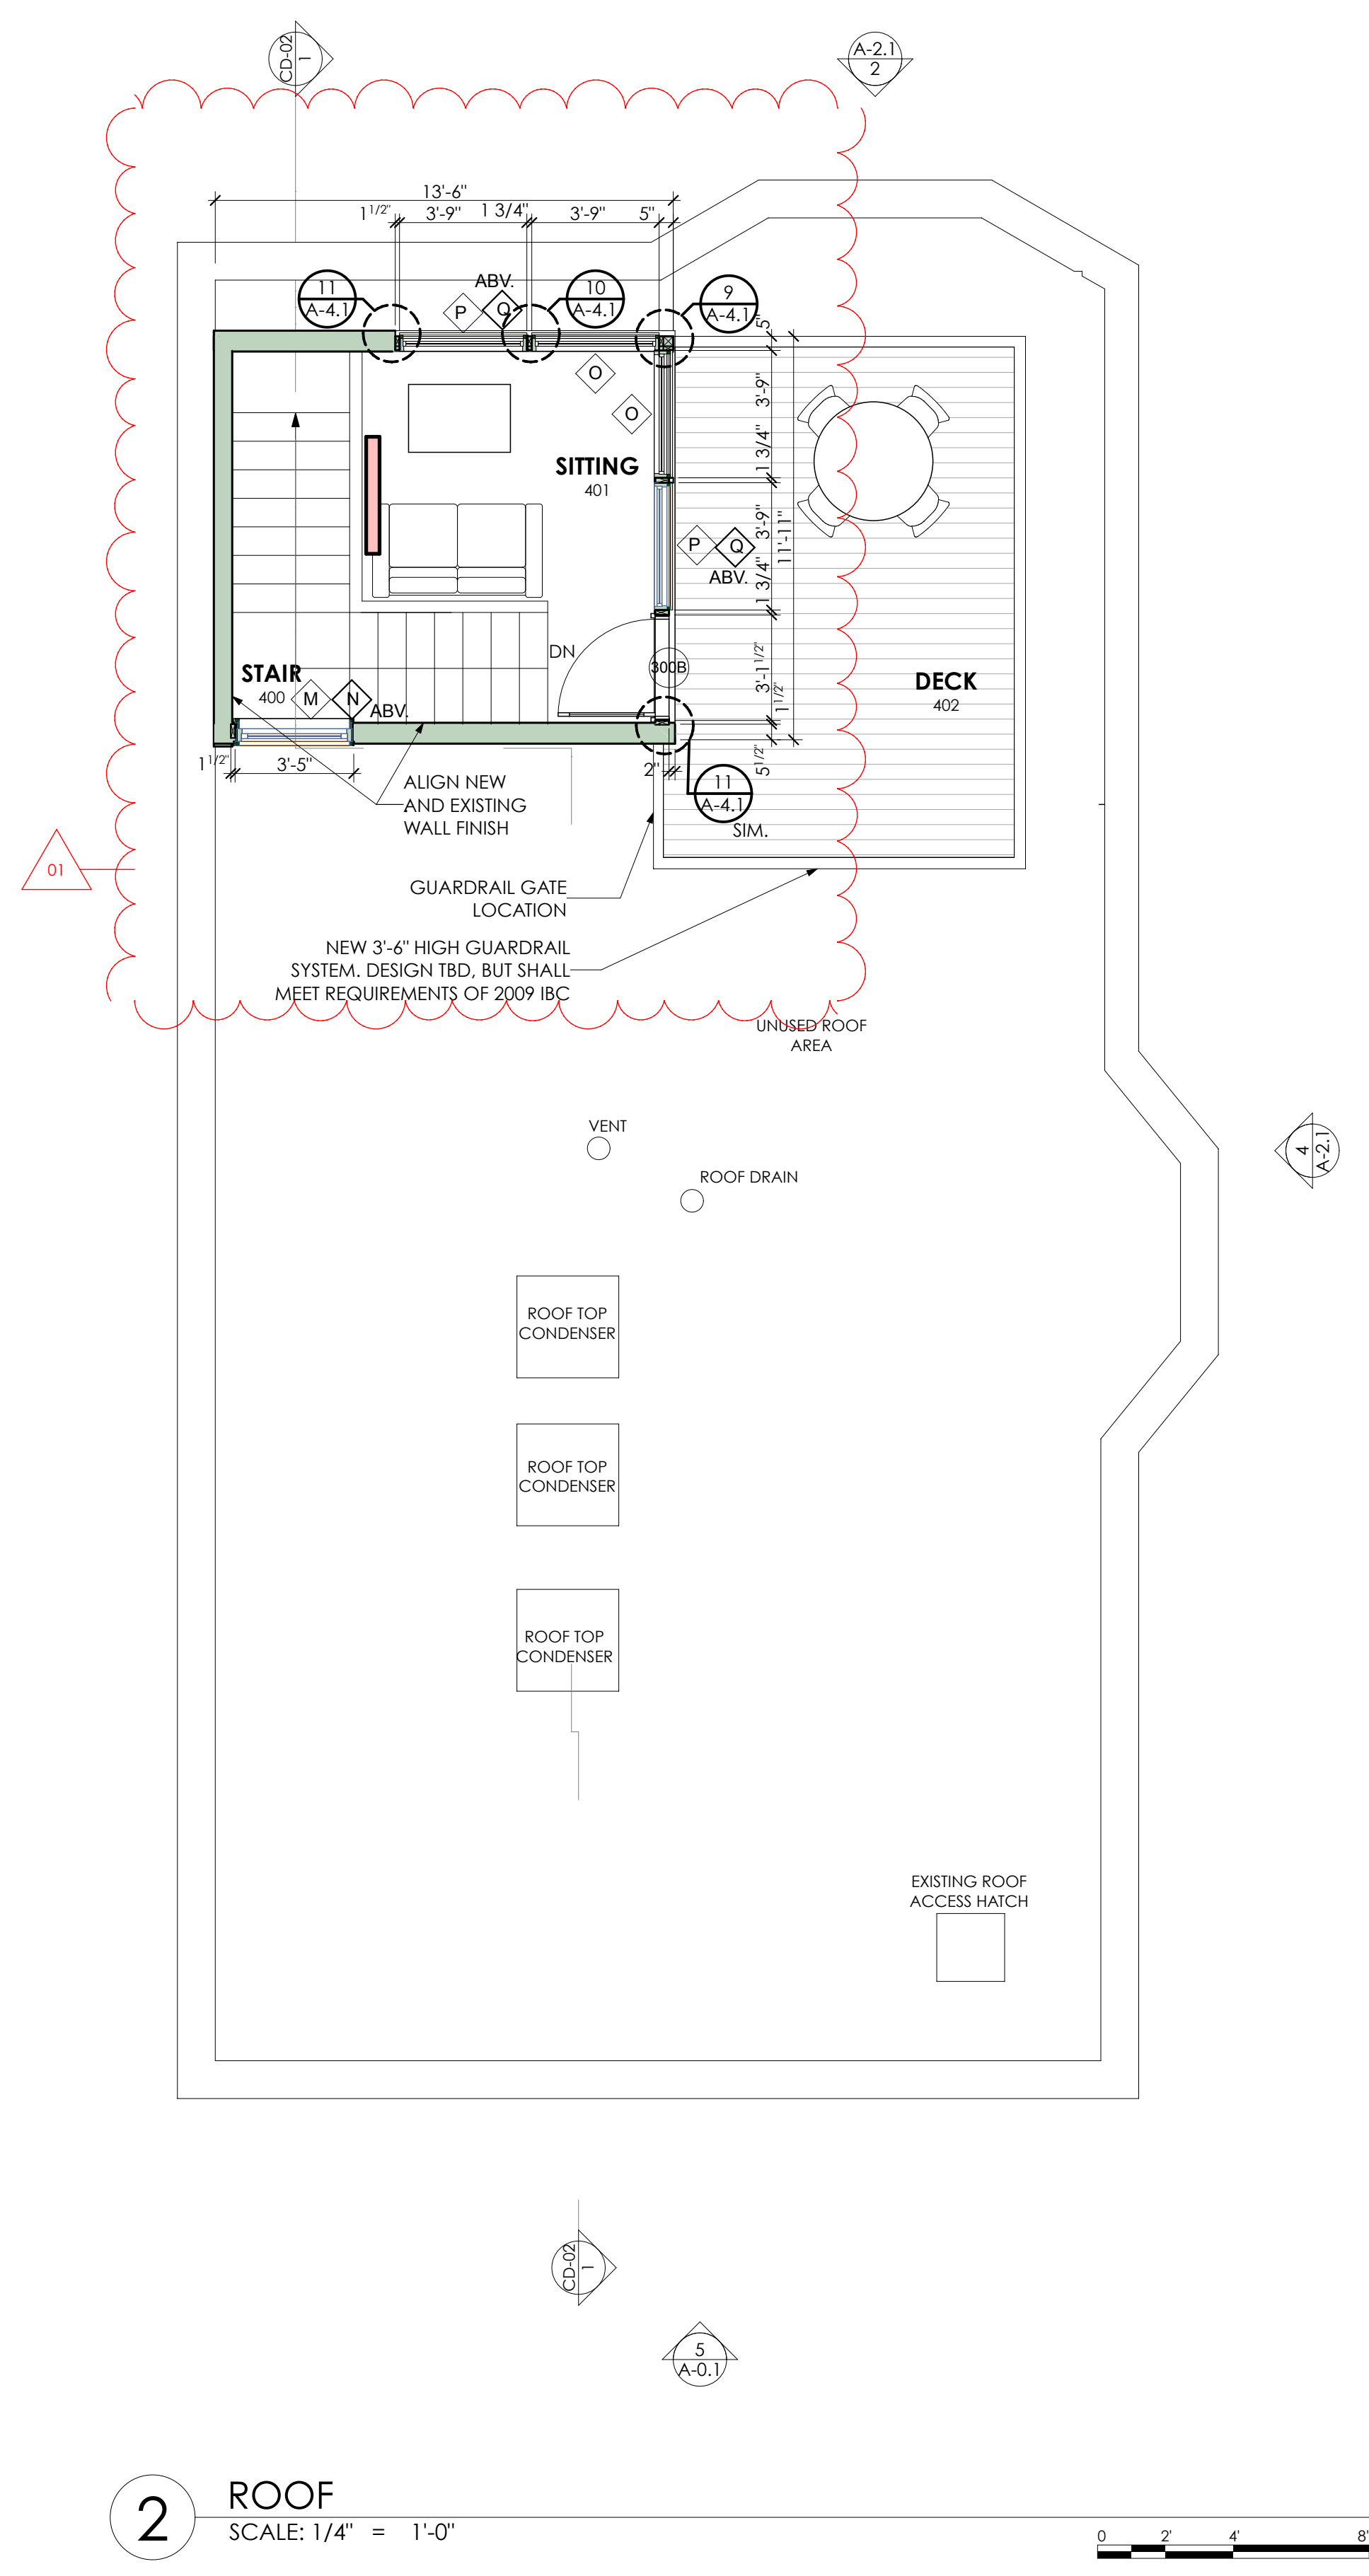 CD-02
1
A-2.1
2
13'-6"
1 1/2"
3'-9"
1 3/4"
3'-9"
5"
ABV.
11
A-4.1
P
Q
10
A-4.1
9
A-4.1
5"
O
O
3'-9"
1 3/4"
SITTING
401
3'-9"
11'-11"
P
Q
ABV.
1 3/4"
DN
300B
3'-1 1/2"
1 1/2"
STAIR
400
M
N
ABV.
DECK
402
1 1/2"
3'-5"
2"
5 1/2"
11
A-4.1
SIM.
ALIGN NEW
AND EXISTING
WALL FINISH
01
GUARDRAIL GATE
LOCATION
NEW 3'-6" HIGH GUARDRAIL
SYSTEM. DESIGN TBD, BUT SHALL
MEET REQUIREMENTS OF 2009 IBC
UNUSED ROOF
AREA
VENT
ROOF DRAIN
4
A-2.1
ROOF TOP
CONDENSER
ROOF TOP
CONDENSER
ROOF TOP
CONDENSER
EXISTING ROOF
ACCESS HATCH
CD-02
1
5
A-0.1
2
ROOF
SCALE: 1/4" = 1'-0"
0 2' 4' 8'